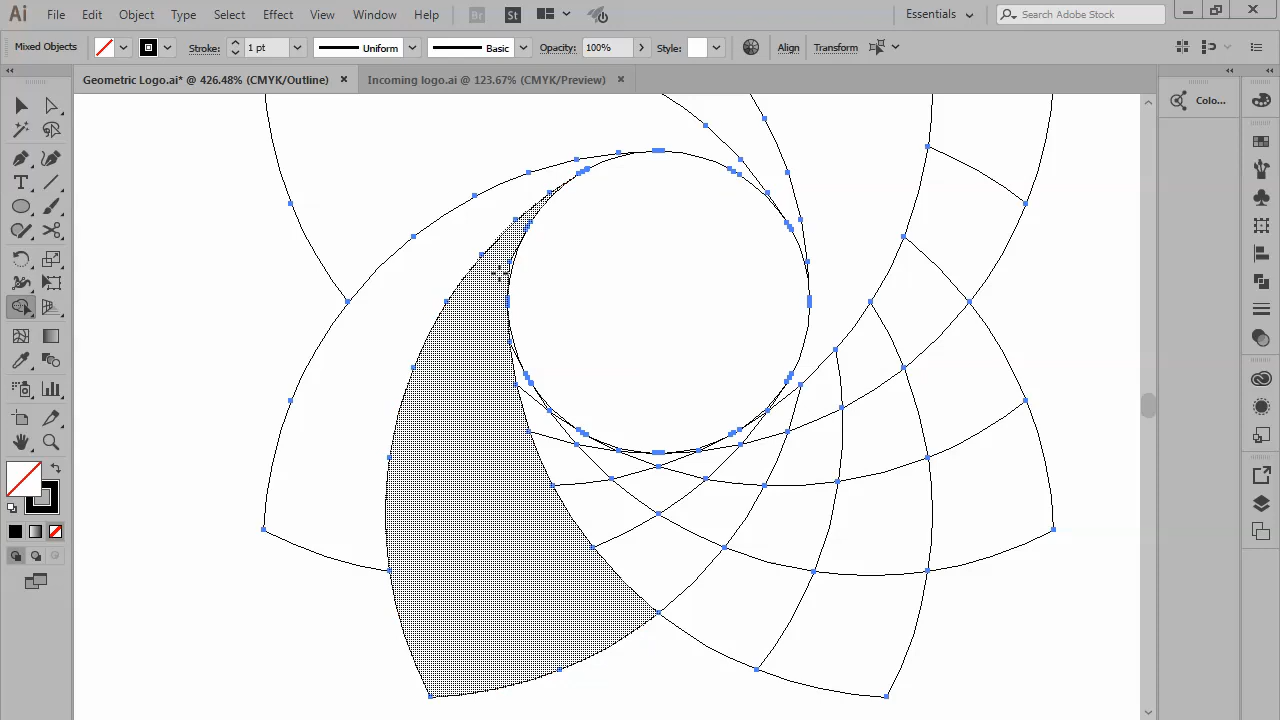 Ai File Edit Object Type Select Effect View Window Help Br St Essentials Search Adobe Stock
Mixed Objects Stroke: 1 pt Uniform Basic Opacity: 100% Style: Align Transform
Geometric Logo.ai* @ 426.48% (CMYK/Outline) Incoming logo.ai @ 123.67% (CMYK/Preview)
Colo...